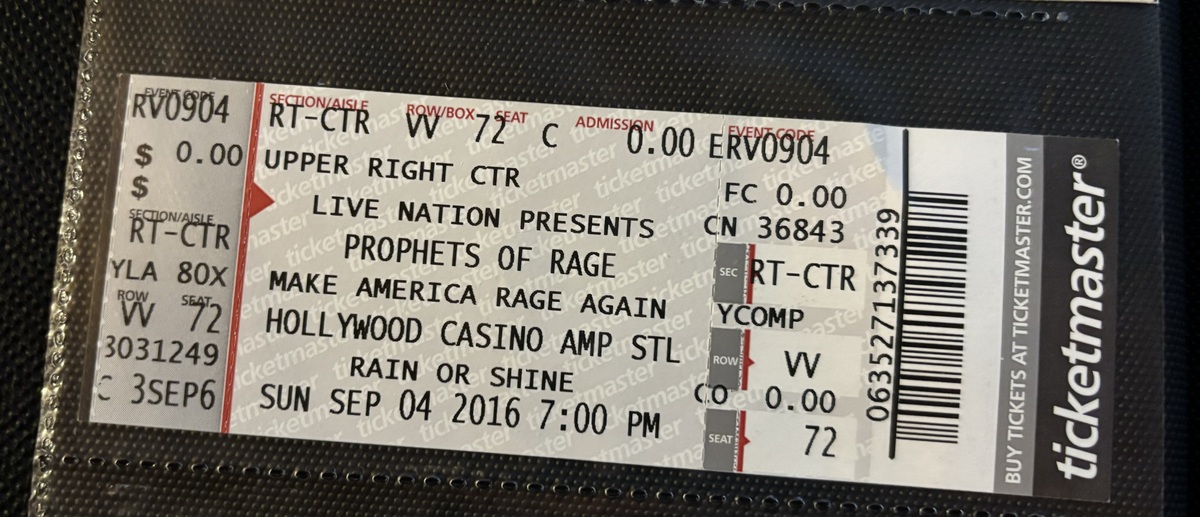 EVENT CODE
RV0904
$ 0.00
$
SECTION/AISLE
RT-CTR
YLA 80X
ROW SEAT
VV 72
3031249
C 3SEP6
SECTION/AISLE ROW/BOX SEAT ADMISSION
RT-CTR VV 72 C 0.00
UPPER RIGHT CTR
LIVE NATION PRESENTS
PROPHETS OF RAGE
MAKE AMERICA RAGE AGAIN
HOLLYWOOD CASINO AMP STL
RAIN OR SHINE
SUN SEP 04 2016 7:00 PM
EVENT CODE
ERV0904
FC 0.00
CN 36843
SEC RT-CTR
YCOMP
ROW VV
CO 0.00
SEAT 72
0635271137339
BUY TICKETS AT TICKETMASTER.COM
ticketmaster®